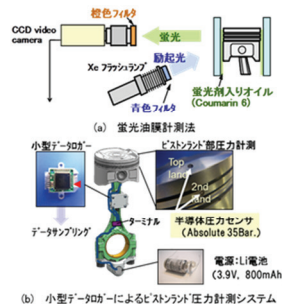 橙色フィルタ
CCD video
camera
蛍光
励起光
Xe フラッシュランプ
青色フィルタ
蛍光剤入りオイル
(Coumarin 6)
(a) 蛍光油膜計測法
小型データロガー
ピストンランド部圧力計測
Top
land
2nd
land
データサンプリング
ターミナル
半導体圧力センサ
(Absolute 35Bar.)
電源：Li電池
(3.9V, 800mAh
(b) 小型データロガーによるピストンランド圧力計測システム